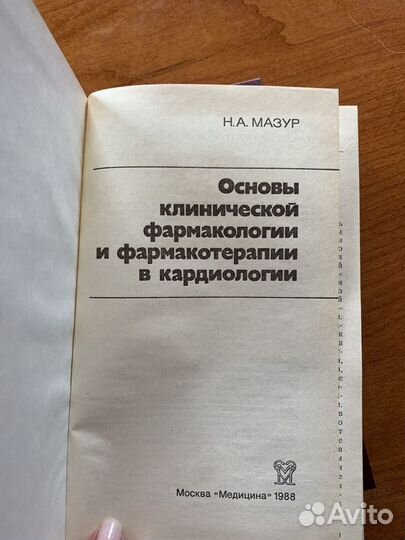 Н.А. МАЗУР
Основы
клинической
фармакологии
и фармакотерапии
в кардиологии
Москва «Медицина» 1988
Avito